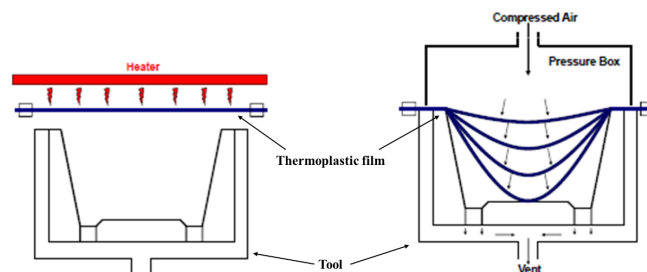 Compressed Air
Heater
Pressure Box
Thermoplastic film
Tool
Vent